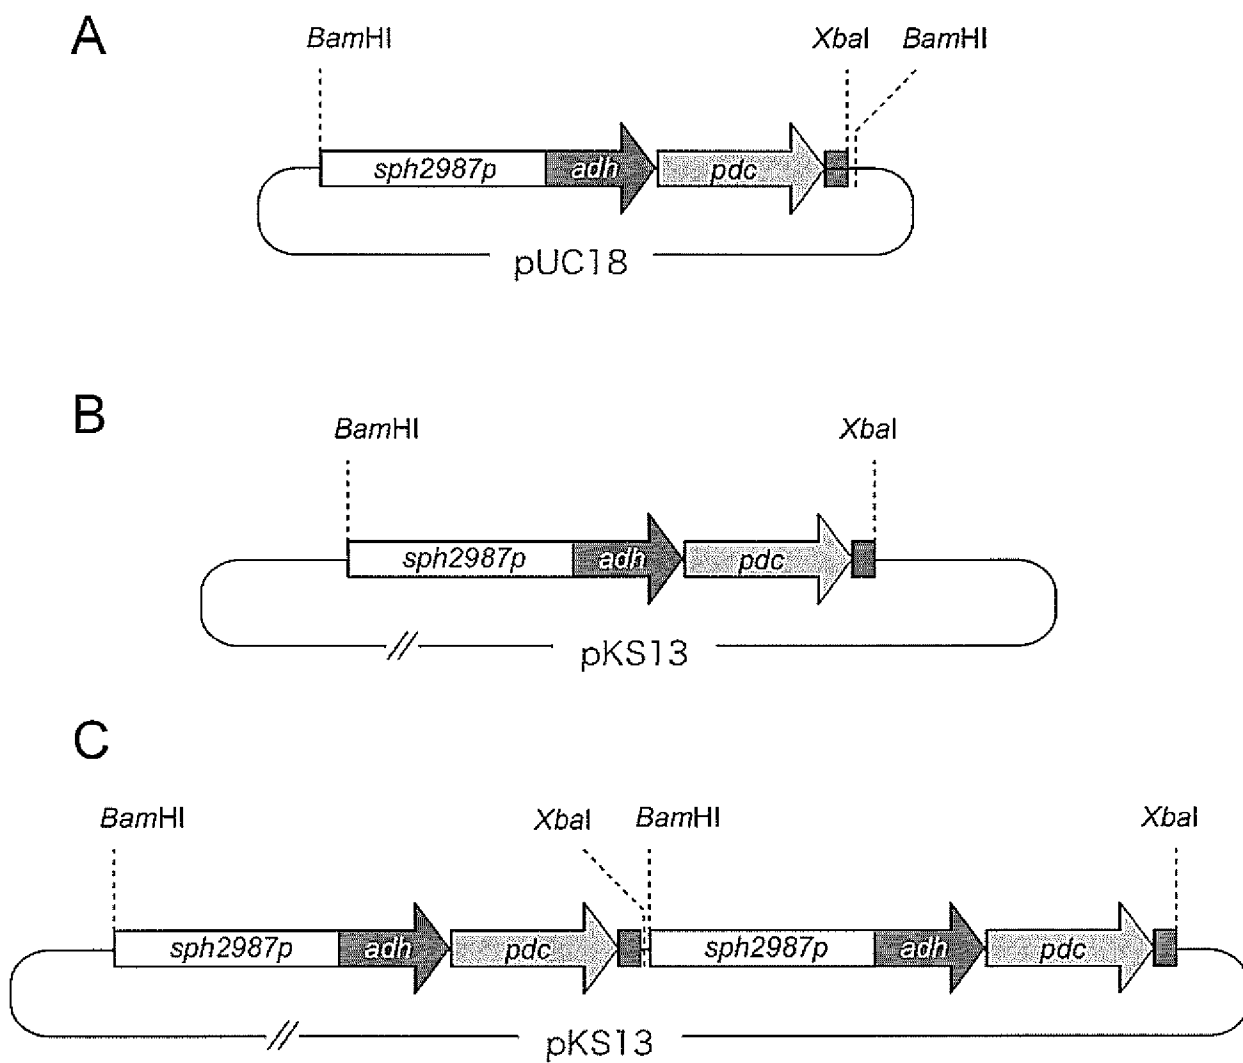 A
BamHI XbaI BamHI
sph2987p adh pdc
pUC18
B
BamHI XbaI
sph2987p adh pdc
//
pKS13
C
BamHI XbaI BamHI XbaI
sph2987p adh pdc sph2987p adh pdc
//
pKS13